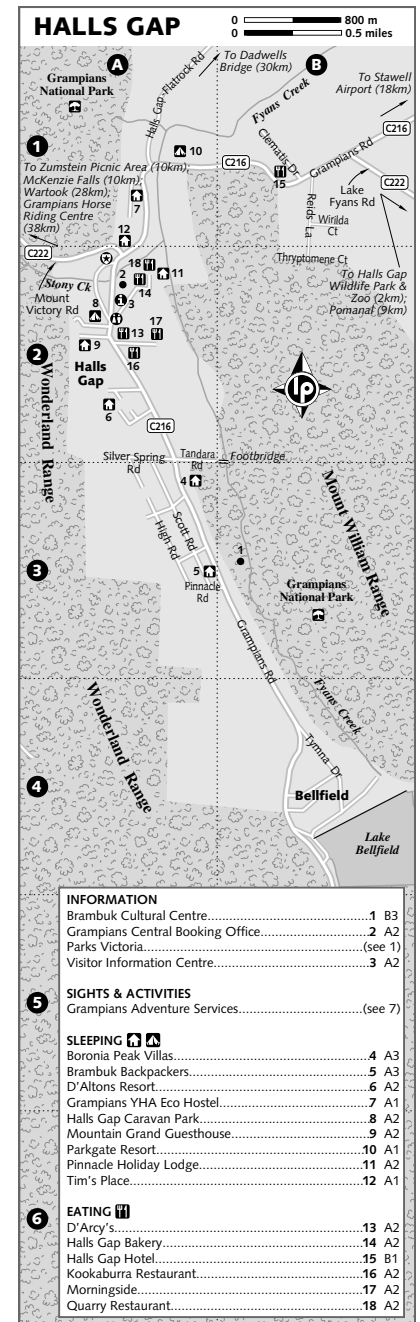 HALLS GAP
0 800 m
0 0.5 miles
A
B
Grampians
National Park
To Dadwells
Bridge (30km)
Halls Gap-Flatrock Rd
Fyans Creek
To Stawell
Airport (18km)
C216
Clematis Dr
Grampians Rd
10
C216
15
1
To Zumstein Picnic Area (10km);
McKenzie Falls (10km);
Wartook (28km);
Grampians Horse
Riding Centre
(38km)
7
Lake
Fyans Rd
C222
Reids La
Wirilda
Ct
12
C222
Thryptomene Ct
18
11
2
14
3
Stony Ck
Mount
Victory Rd
8
To Halls Gap
Wildlife Park &
Zoo (2km);
Pomanal (9km)
13
17
2
9
16
Halls
Gap
lp
6
Wonderland Range
C216
Silver Spring
Rd
Tandara
Rd
Footbridge
4
Mount William Range
Scott Rd
High Rd
1
3
5
Pinnacle
Rd
Grampians
National Park
Grampians Rd
Fyans Creek
Wonderland Range
Tymna Dr
4
Bellfield
Lake
Bellfield
INFORMATION
Brambuk Cultural Centre 1 B3
Grampians Central Booking Office 2 A2
Parks Victoria (see 1)
Visitor Information Centre 3 A2
5
SIGHTS & ACTIVITIES
Grampians Adventure Services (see 7)
SLEEPING
Boronia Peak Villas 4 A3
Brambuk Backpackers 5 A3
D'Altons Resort 6 A2
Grampians YHA Eco Hostel 7 A1
Halls Gap Caravan Park 8 A2
Mountain Grand Guesthouse 9 A2
Parkgate Resort 10 A1
Pinnacle Holiday Lodge 11 A2
Tim's Place 12 A1
6
EATING
D'Arcy's 13 A2
Halls Gap Bakery 14 A2
Halls Gap Hotel 15 B1
Kookaburra Restaurant 16 A2
Morningside 17 A2
Quarry Restaurant 18 A2